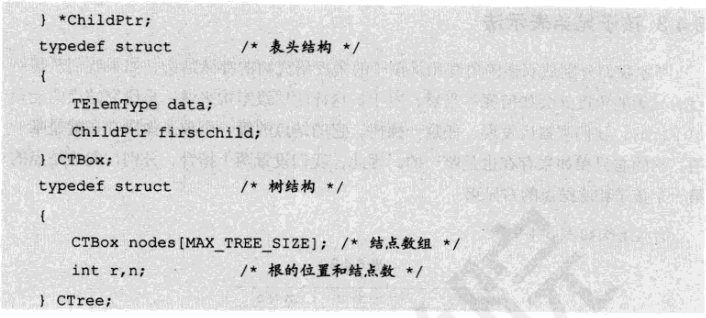 } *ChildPtr;
typedef struct /* 表头结构 */
{
TElemType data;
ChildPtr firstchild;
} CTBox;
typedef struct /* 树结构 */
{
CTBox nodes[MAX_TREE_SIZE]; /* 结点数组 */
int r,n; /* 根的位置和结点数 */
} CTree;